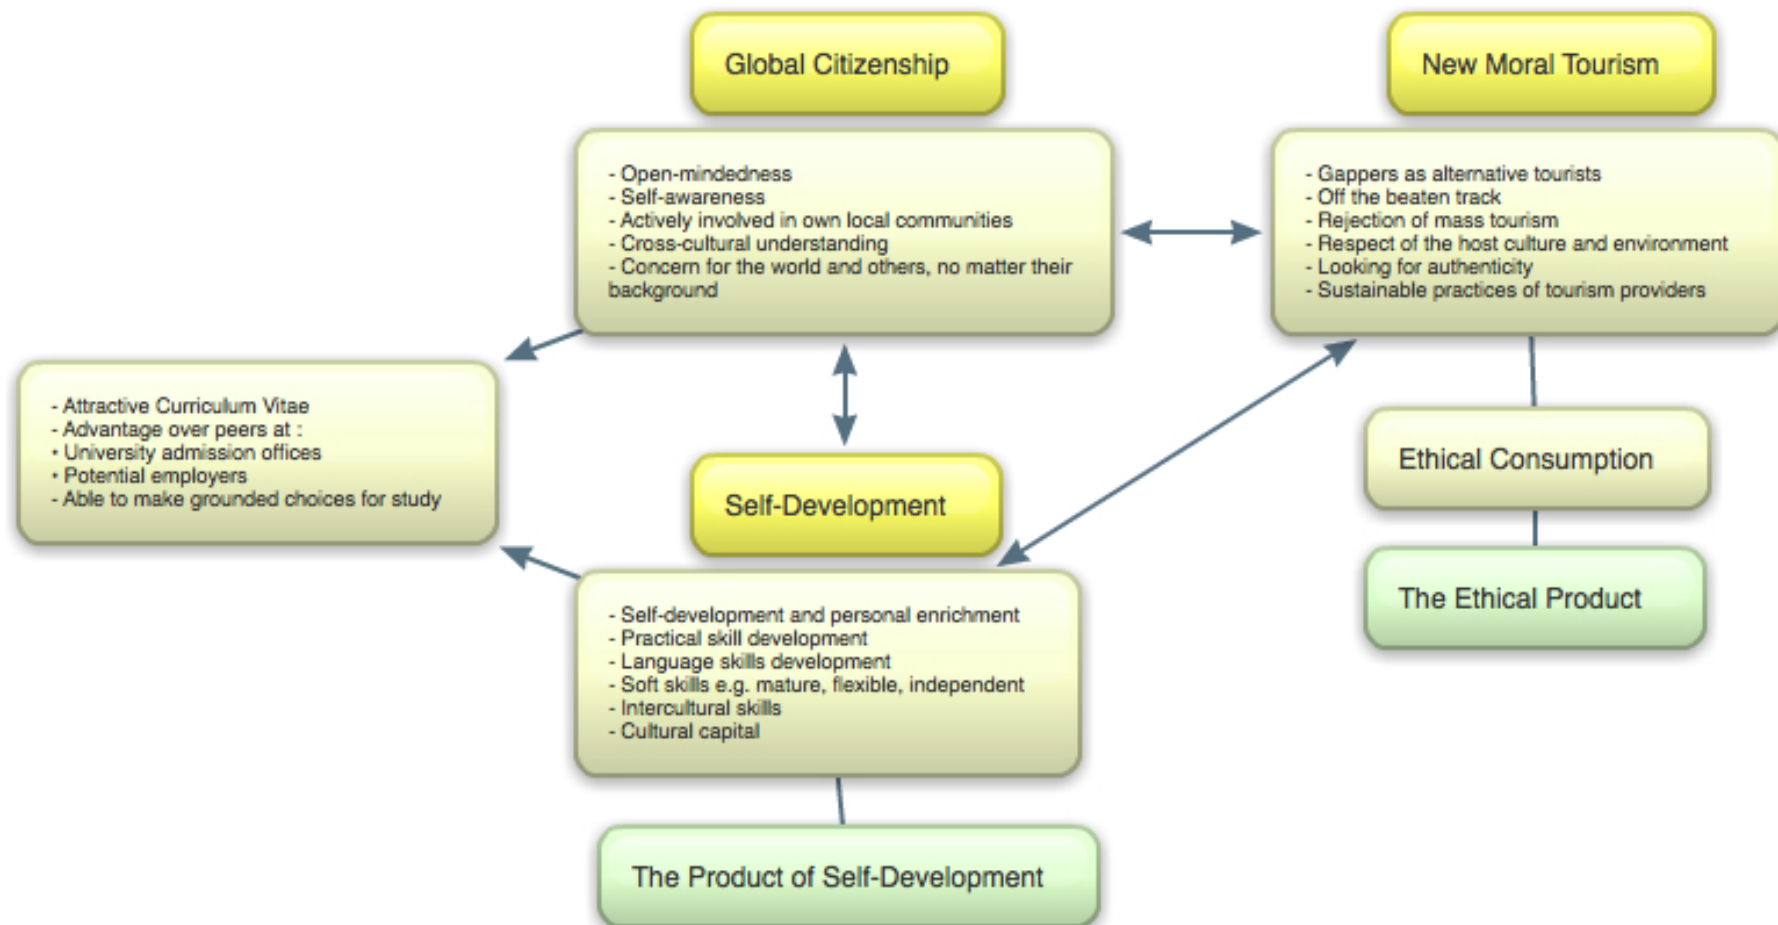 Global Citizenship
- Open-mindedness
- Self-awareness
- Actively involved in own local communities
- Cross-cultural understanding
- Concern for the world and others, no matter their
background
New Moral Tourism
- Gappers as alternative tourists
- Off the beaten track
- Rejection of mass tourism
- Respect of the host culture and environment
- Looking for authenticity
- Sustainable practices of tourism providers
- Attractive Curriculum Vitae
- Advantage over peers at :
• University admission offices
• Potential employers
- Able to make grounded choices for study
Self-Development
- Self-development and personal enrichment
- Practical skill development
- Language skills development
- Soft skills e.g. mature, flexible, independent
- Intercultural skills
- Cultural capital
Ethical Consumption
The Ethical Product
The Product of Self-Development